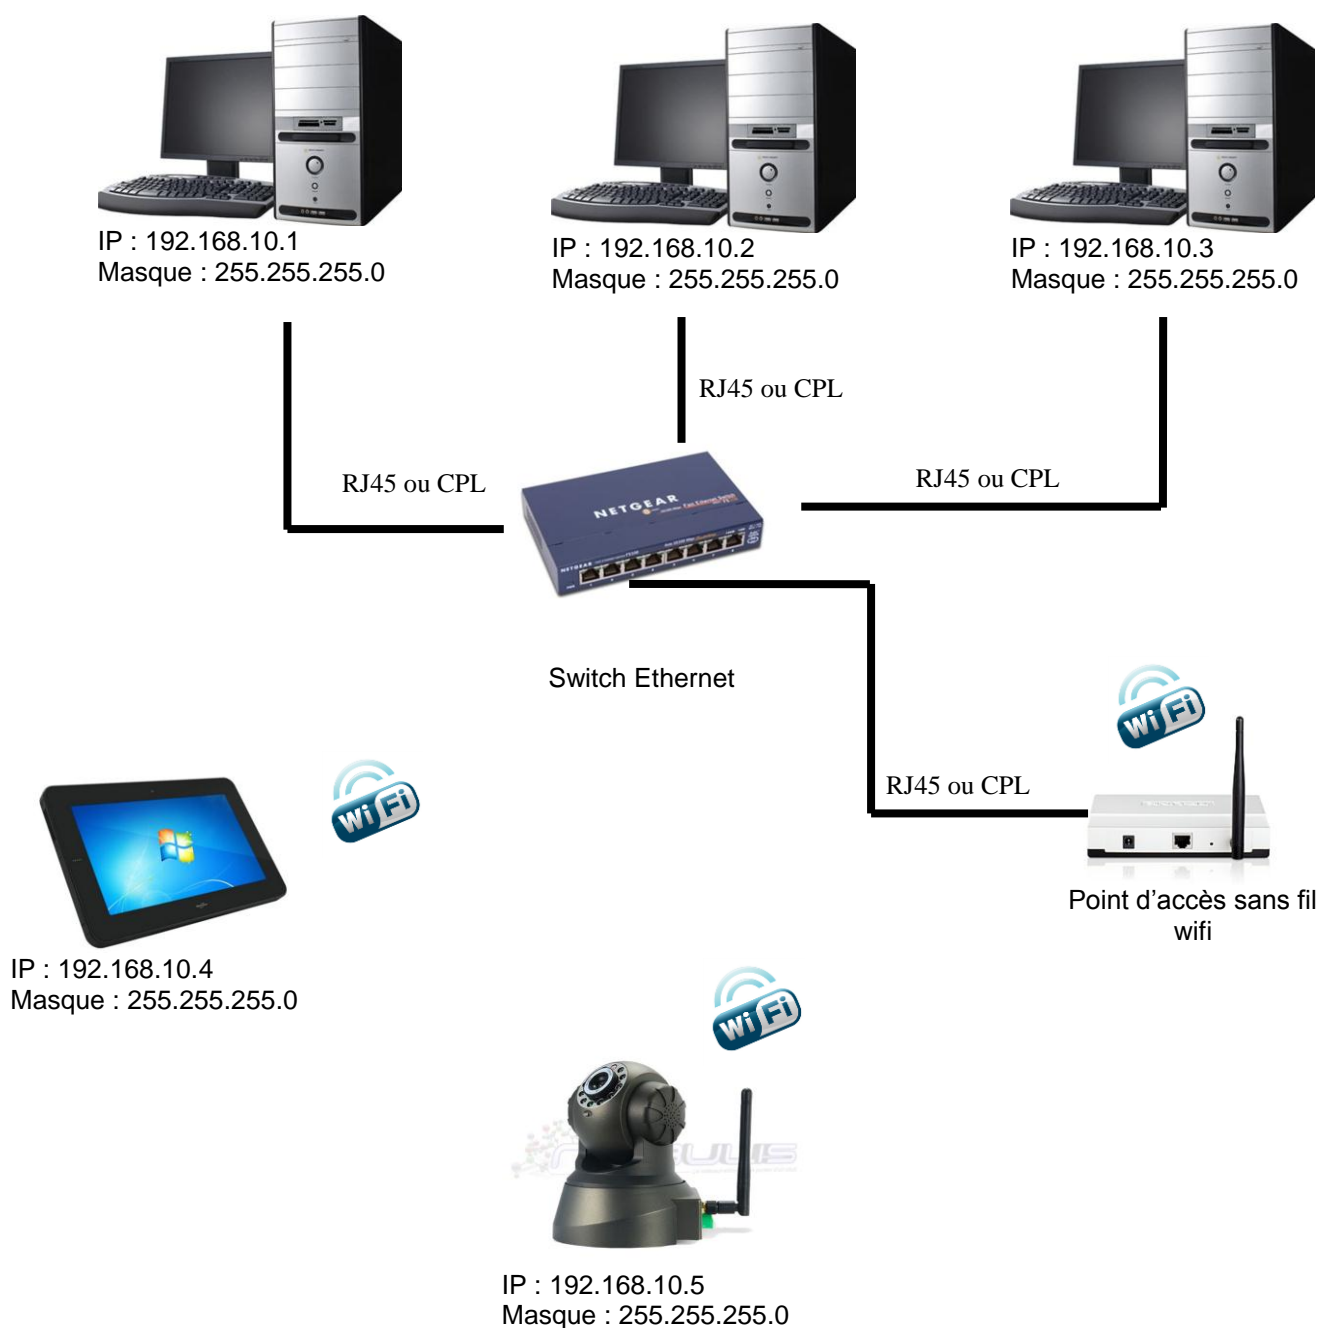 IP : 192.168.10.1
Masque : 255.255.255.0
IP : 192.168.10.2
Masque : 255.255.255.0
IP : 192.168.10.3
Masque : 255.255.255.0
RJ45 ou CPL
RJ45 ou CPL
RJ45 ou CPL
NETGEAR
Fast Ethernet Switch
NETGEAR
Switch Ethernet
Wi Fi
Wi Fi
RJ45 ou CPL
Point d’accès sans fil
wifi
IP : 192.168.10.4
Masque : 255.255.255.0
Wi Fi
IP : 192.168.10.5
Masque : 255.255.255.0